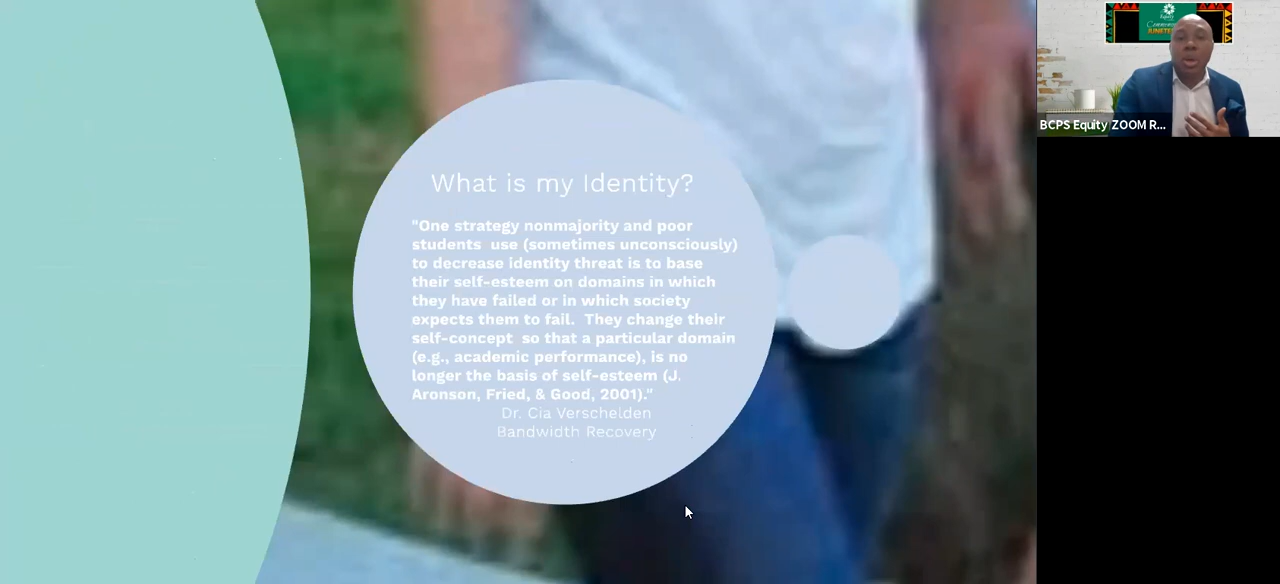 What is my Identity?
"One strategy nonmajority and poor
students use (sometimes unconsciously)
to decrease identity threat is to base
their self-esteem on domains in which
they have failed or in which society
expects them to fail. They change their
self-concept so that a particular domain
(e.g., academic performance), is no
longer the basis of self-esteem (J.
Aronson, Fried, & Good, 2001)."
Dr. Cia Verschelden
Bandwidth Recovery
Equity
BCPS Equity ZOOM R...